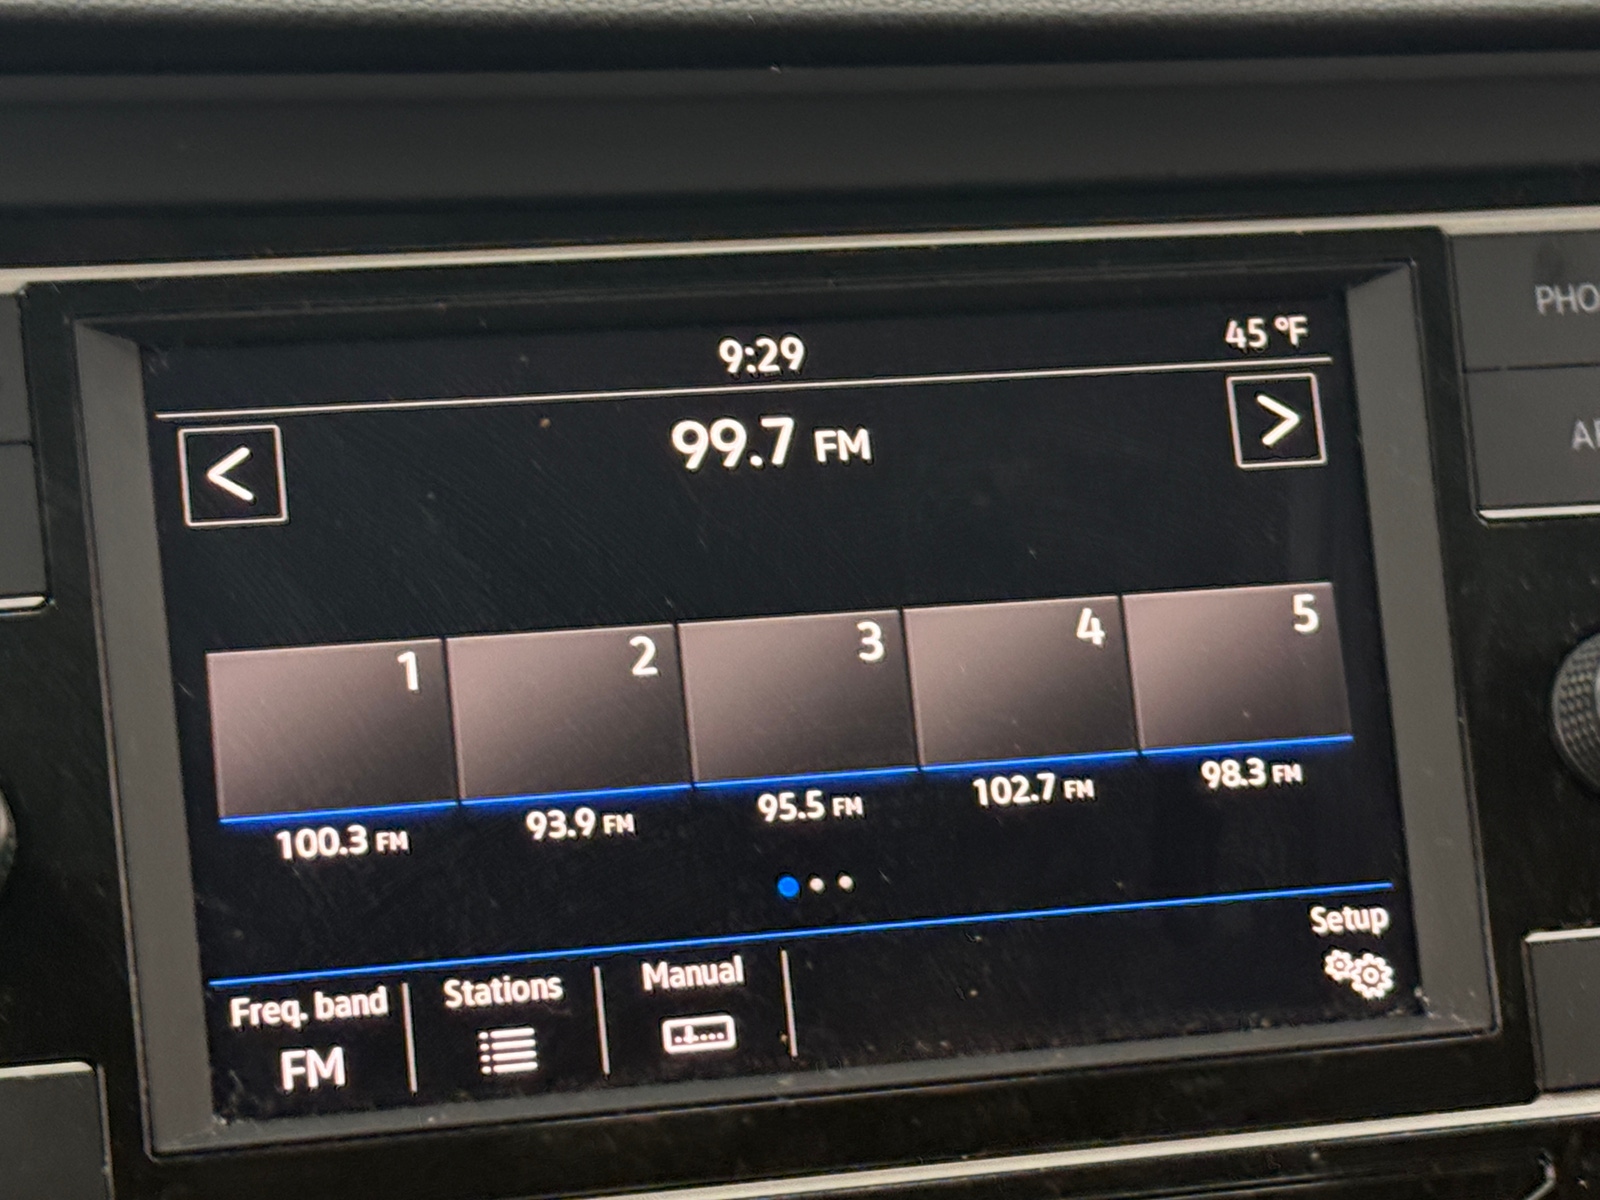 9:29
45 °F
99.7 FM
1 2 3 4 5
100.3 FM 93.9 FM 95.5 FM 102.7 FM 98.3 FM
Freq. band Stations Manual Setup
FM